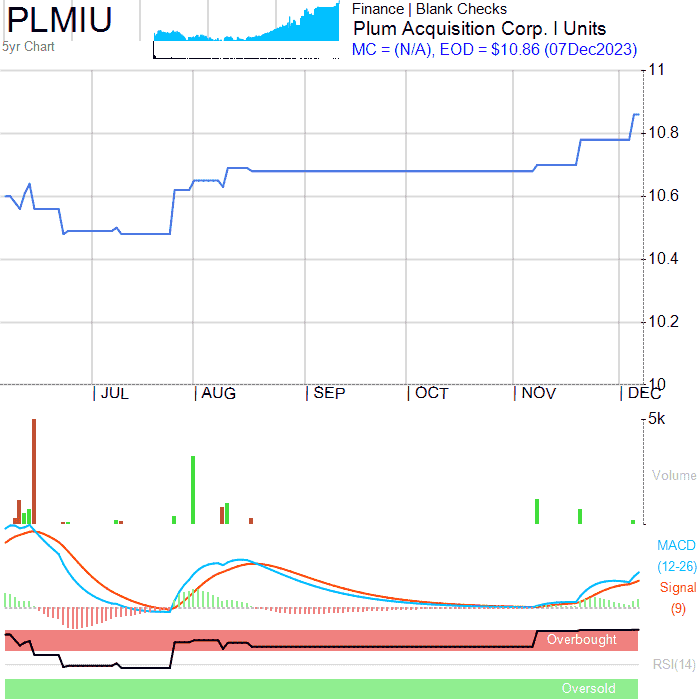 PLMIU
5yr Chart
Finance | Blank Checks
Plum Acquisition Corp. I Units
MC = (N/A), EOD = $10.86 (07Dec2023)
11
10.8
10.6
10.4
10.2
10
JUL
AUG
SEP
OCT
NOV
DEC
5k
Volume
MACD
(12-26)
Signal
(9)
Overbought
RSI(14)
Oversold